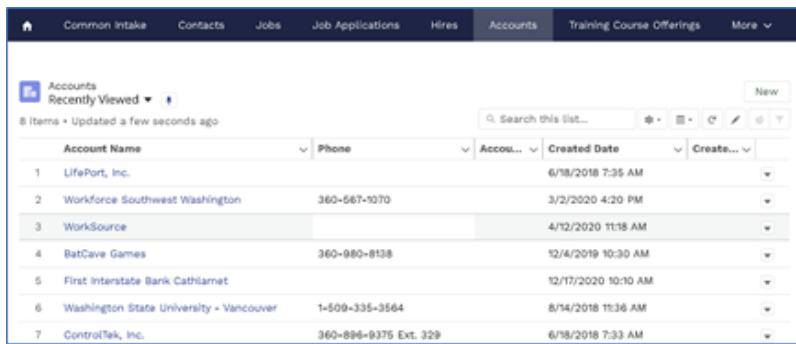 Common Intake Contacts Jobs Job Applications Hires Accounts Training Course Offerings More
Accounts
Recently Viewed
New
8 items • Updated a few seconds ago
Search this list...
Account Name Phone Accou... Created Date Create...
1 LifePort, Inc. 6/18/2018 7:35 AM
2 Workforce Southwest Washington 360-567-1070 3/2/2020 4:20 PM
3 WorkSource 4/12/2020 11:18 AM
4 BatCave Games 360-980-8138 12/4/2019 10:30 AM
5 First Interstate Bank Cathlamet 12/17/2020 10:10 AM
6 Washington State University - Vancouver 1-509-335-3564 8/14/2018 11:36 AM
7 ControlTek, Inc. 360-896-9375 Ext. 329 6/18/2018 7:33 AM